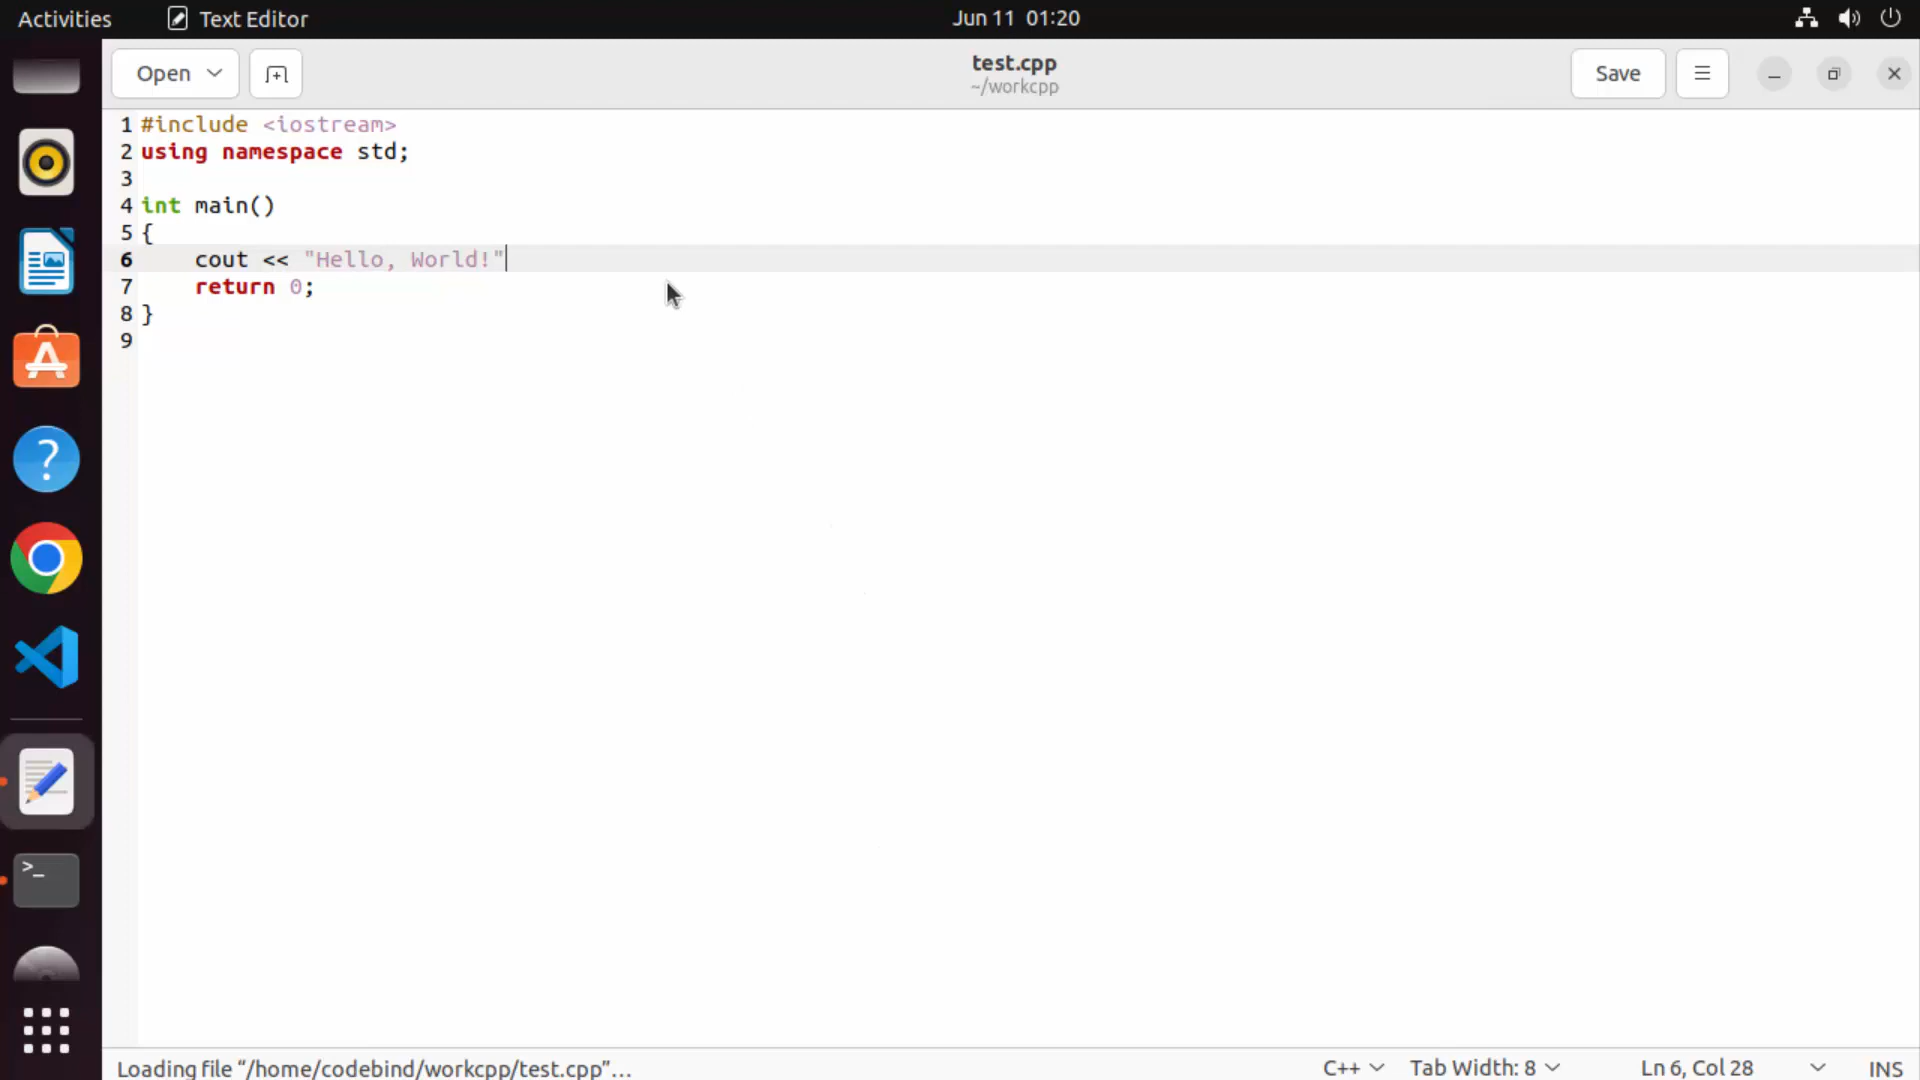 Activities
Text Editor
Jun 11 01:20
Open
test.cpp
~/workcpp
Save
1 #include <iostream>
2 using namespace std;
3
4 int main()
5 {
6     cout << "Hello, World!"
7     return 0;
8 }
9
Loading file “/home/codebind/workcpp/test.cpp”…
C++
Tab Width: 8
Ln 6, Col 28
INS